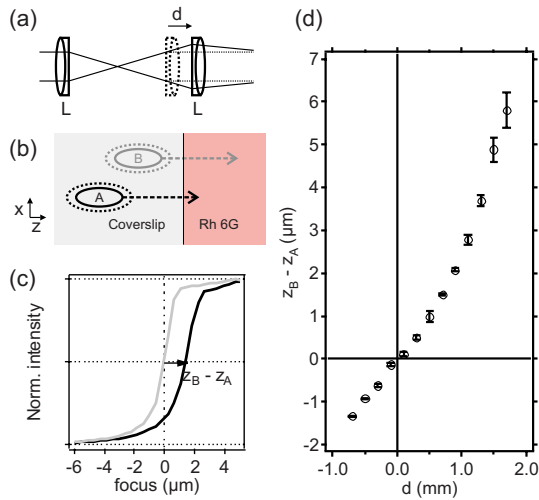 (a)
d
L
L
(b)
B
A
x
z
Coverslip
Rh 6G
(c)
Norm. intensity
z_B - z_A
-6 -4 -2 0 2 4
focus (µm)
(d)
z_B - z_A (µm)
7
6
5
4
3
2
1
0
-1
-2
-1.0 0.0 1.0 2.0
d (mm)